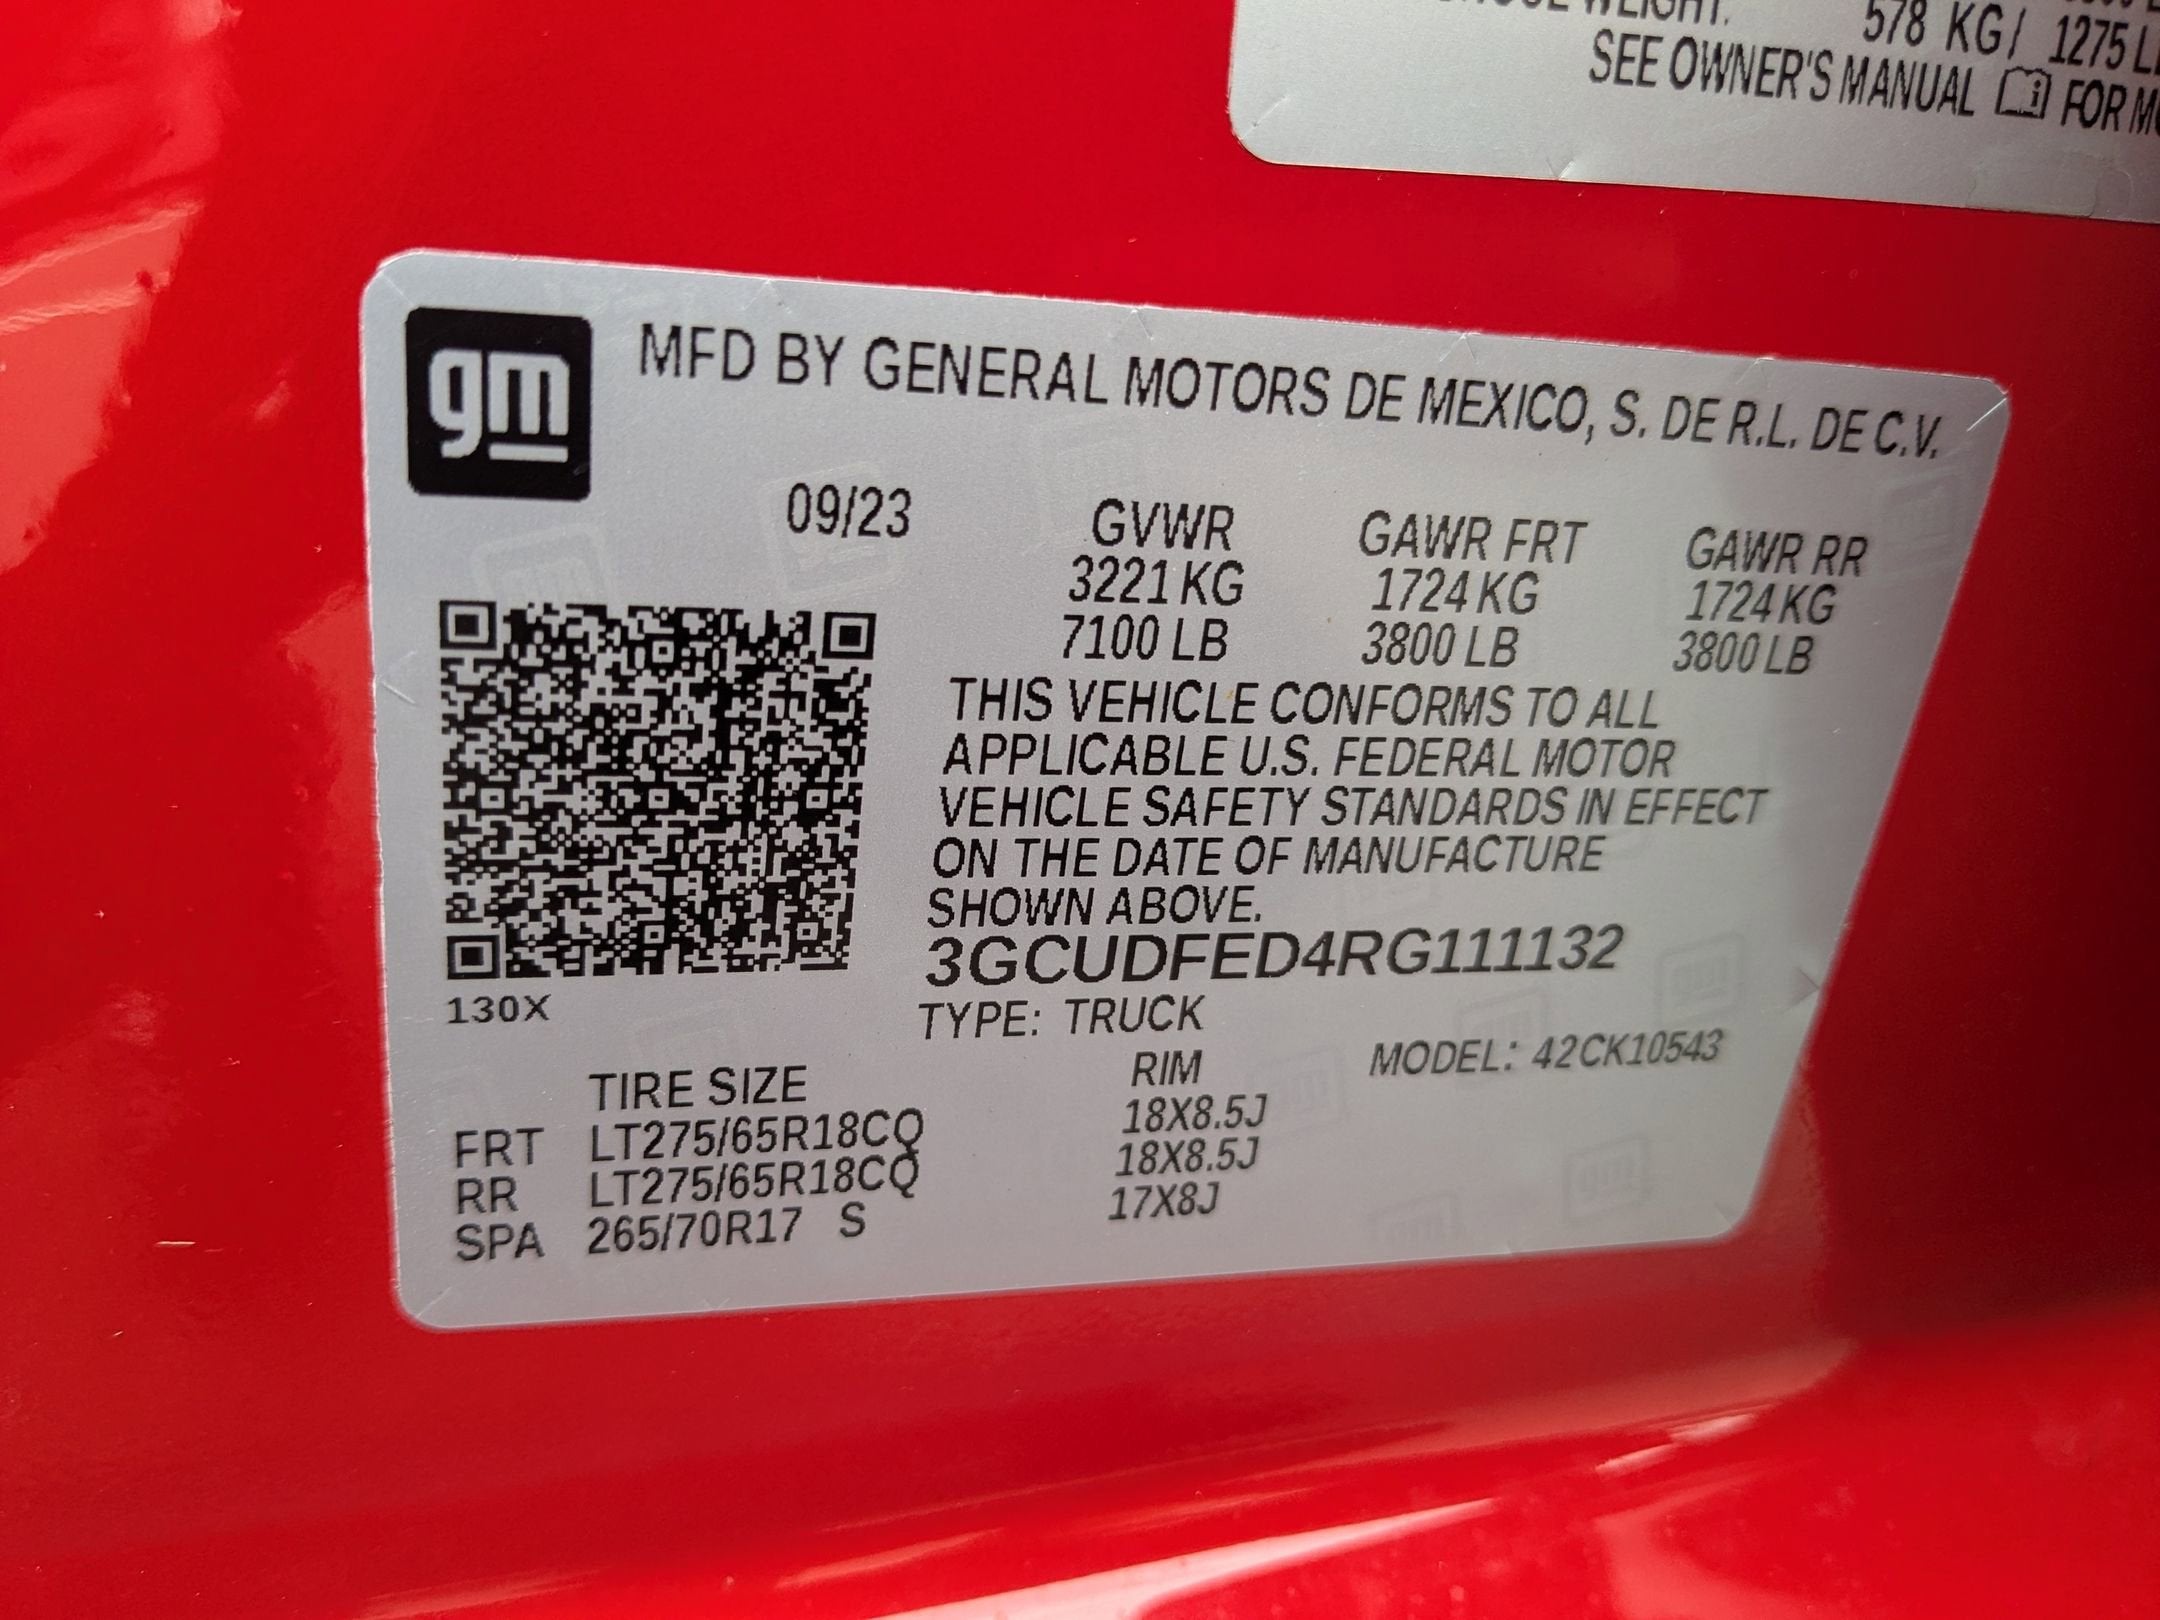 WEIGHT:
578 KG/ 1275
SEE OWNER'S MANUAL FOR
gm
MFD BY GENERAL MOTORS DE MEXICO, S. DE R.L. DE C.V.
09/23 GVWR GAWR FRT GAWR RR
3221 KG 1724 KG 1724 KG
7100 LB 3800 LB 3800 LB
THIS VEHICLE CONFORMS TO ALL
APPLICABLE U.S. FEDERAL MOTOR
VEHICLE SAFETY STANDARDS IN EFFECT
ON THE DATE OF MANUFACTURE
SHOWN ABOVE.
3GCUDFED4RG111132
130X
TYPE: TRUCK MODEL: 42CK10543
TIRE SIZE RIM
FRT LT275/65R18CQ 18X8.5J
RR LT275/65R18CQ 18X8.5J
SPA 265/70R17 S 17X8J